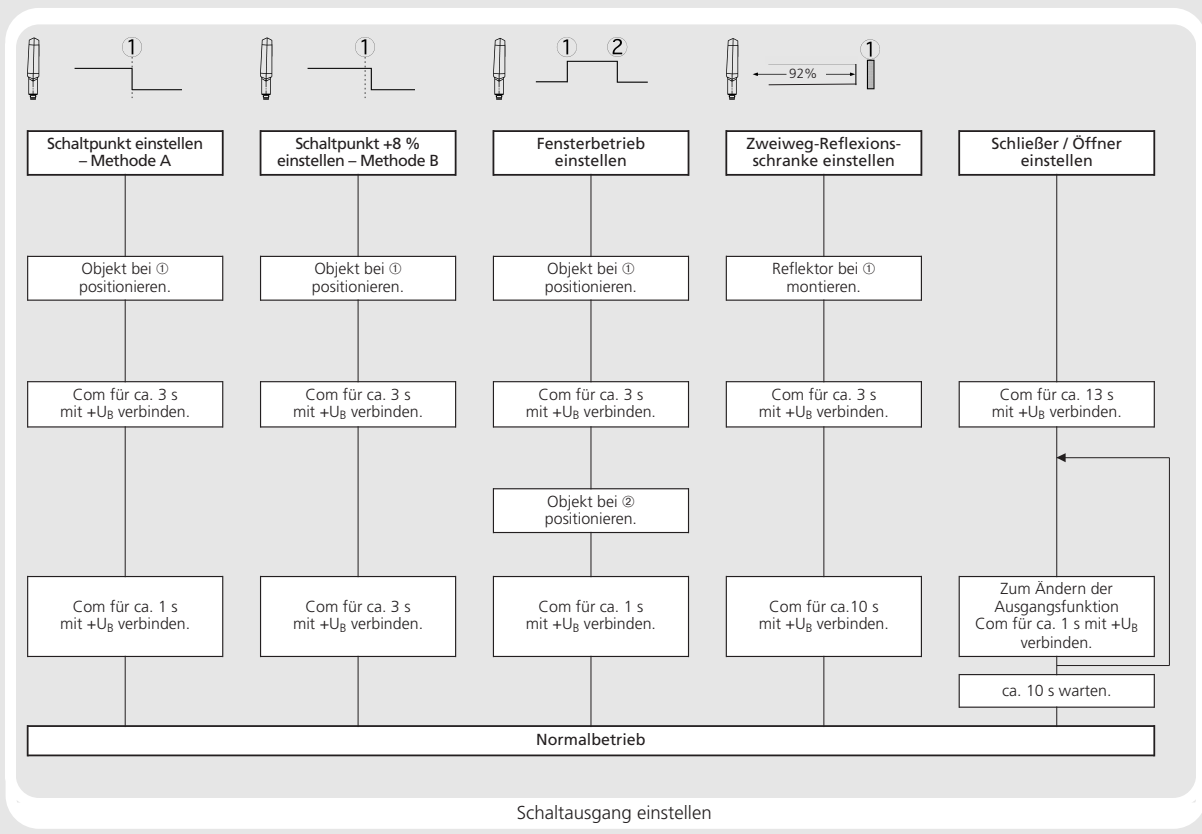 ①
①
① ②
92%
①
Schaltpunkt einstellen
– Methode A
Schaltpunkt +8 %
einstellen – Methode B
Fensterbetrieb
einstellen
Zweiweg-Reflexions-
schranke einstellen
Schließer / Öffner
einstellen
Objekt bei ①
positionieren.
Objekt bei ①
positionieren.
Objekt bei ①
positionieren.
Reflektor bei ①
montieren.
Com für ca. 3 s
mit +UB verbinden.
Com für ca. 3 s
mit +UB verbinden.
Com für ca. 3 s
mit +UB verbinden.
Com für ca. 3 s
mit +UB verbinden.
Com für ca. 13 s
mit +UB verbinden.
Objekt bei ②
positionieren.
Com für ca. 1 s
mit +UB verbinden.
Com für ca. 3 s
mit +UB verbinden.
Com für ca. 1 s
mit +UB verbinden.
Com für ca.10 s
mit +UB verbinden.
Zum Ändern der
Ausgangsfunktion
Com für ca. 1 s mit +UB
verbinden.
ca. 10 s warten.
Normalbetrieb
Schaltausgang einstellen